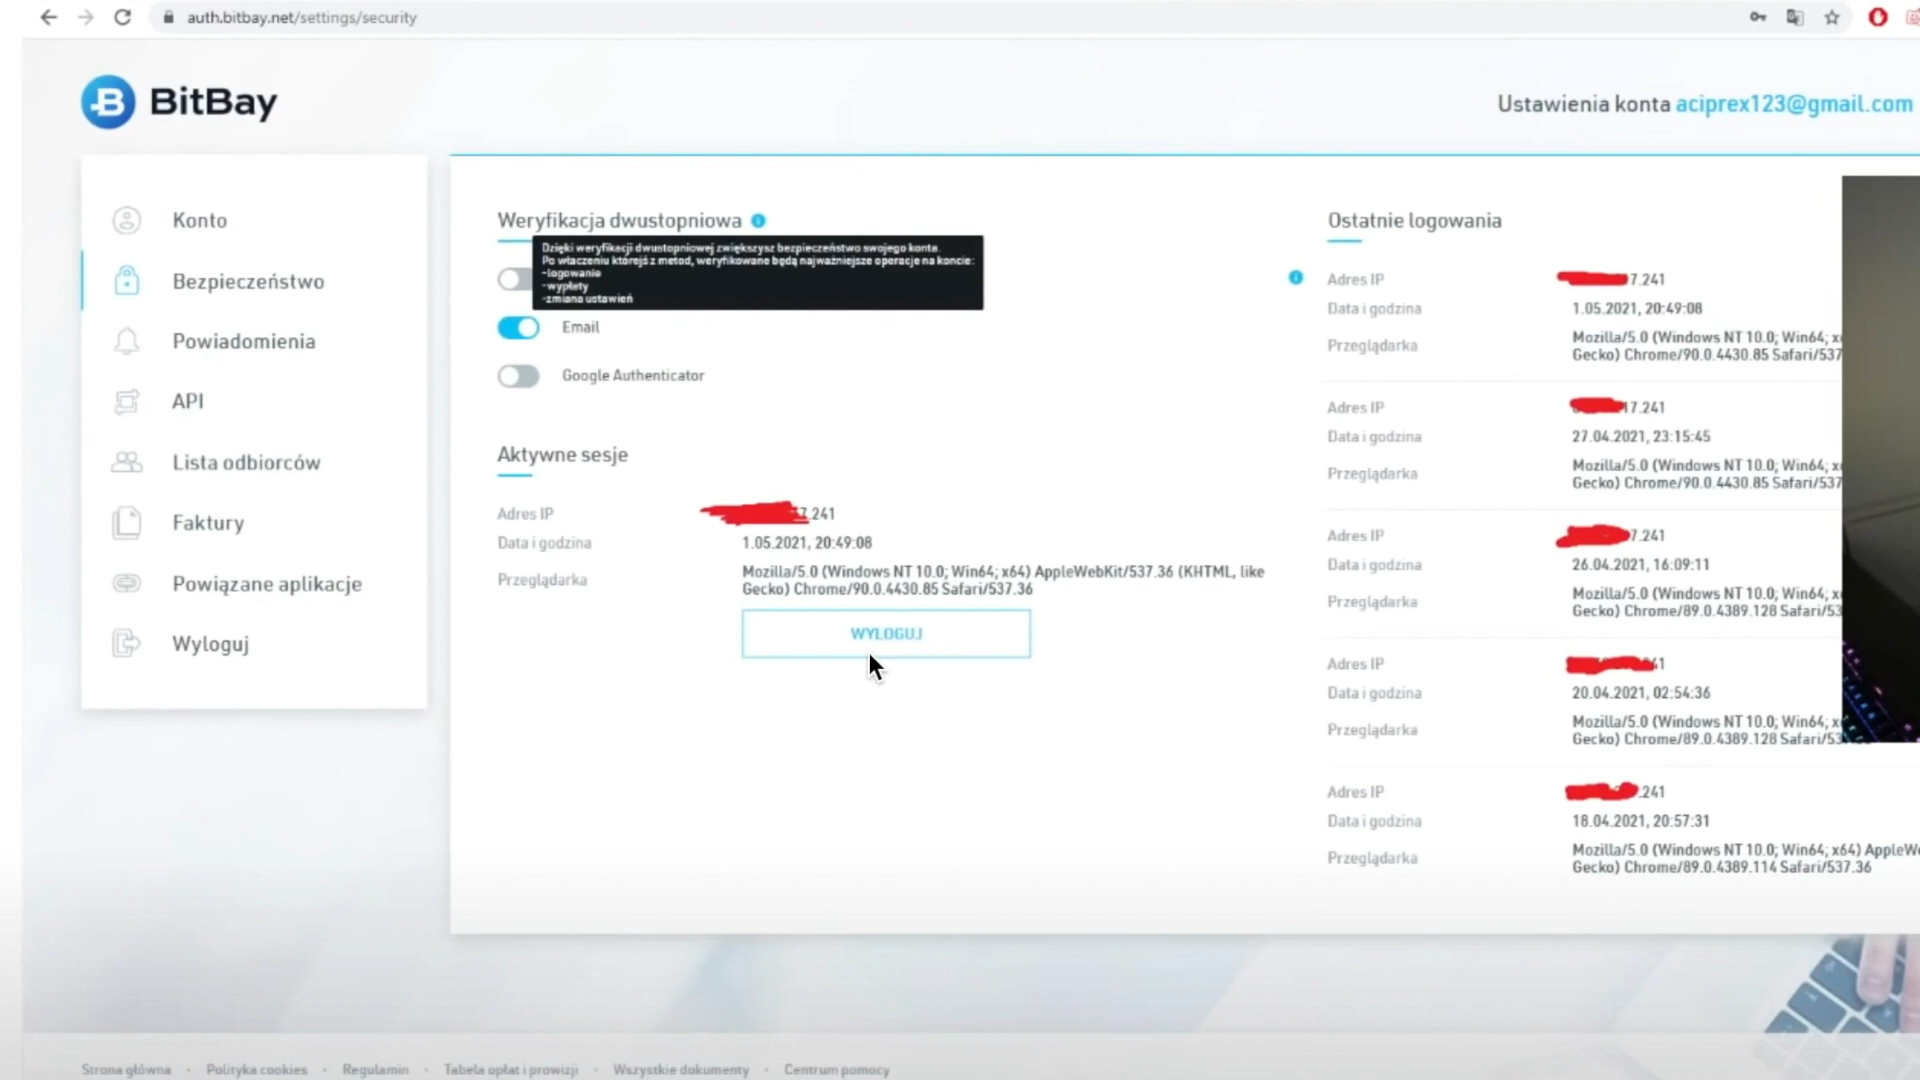 auth.bitbay.net/settings/security
BitBay
Ustawienia konta aciprex123@gmail.com
Konto
Bezpieczeństwo
Powiadomienia
API
Lista odbiorców
Faktury
Powiązane aplikacje
Wyloguj
Weryfikacja dwustopniowa
Dzięki weryfikacji dwustopniowej zwiększysz bezpieczeństwo swojego konta.
Po włączeniu którejś z metod, weryfikowane będą najważniejsze operacje na koncie:
-logowanie
-wypłaty
-zmiana ustawień
Email
Google Authenticator
Aktywne sesje
Adres IP 7.241
Data i godzina 1.05.2021, 20:49:08
Przeglądarka Mozilla/5.0 (Windows NT 10.0; Win64; x64) AppleWebKit/537.36 (KHTML, like
Gecko) Chrome/90.0.4430.85 Safari/537.36
WYLOGUJ
Ostatnie logowania
Adres IP 7.241
Data i godzina 1.05.2021, 20:49:08
Przeglądarka Mozilla/5.0 (Windows NT 10.0; Win64;
Gecko) Chrome/90.0.4430.85 Safari/537
Adres IP 17.241
Data i godzina 27.04.2021, 23:15:45
Przeglądarka Mozilla/5.0 (Windows NT 10.0; Win64;
Gecko) Chrome/90.0.4430.85 Safari/537
Adres IP 7.241
Data i godzina 26.04.2021, 16:09:11
Przeglądarka Mozilla/5.0 (Windows NT 10.0; Win64;
Gecko) Chrome/89.0.4389.128 Safari/53
Adres IP 41
Data i godzina 20.04.2021, 02:54:36
Przeglądarka Mozilla/5.0 (Windows NT 10.0; Win64;
Gecko) Chrome/89.0.4389.128 Safari/53
Adres IP .241
Data i godzina 18.04.2021, 20:57:31
Przeglądarka Mozilla/5.0 (Windows NT 10.0; Win64; x64) AppleWe
Gecko) Chrome/89.0.4389.114 Safari/537.36
Strona główna • Polityka cookies • Regulamin • Tabela opłat i prowizji • Wszystkie dokumenty • Centrum pomocy